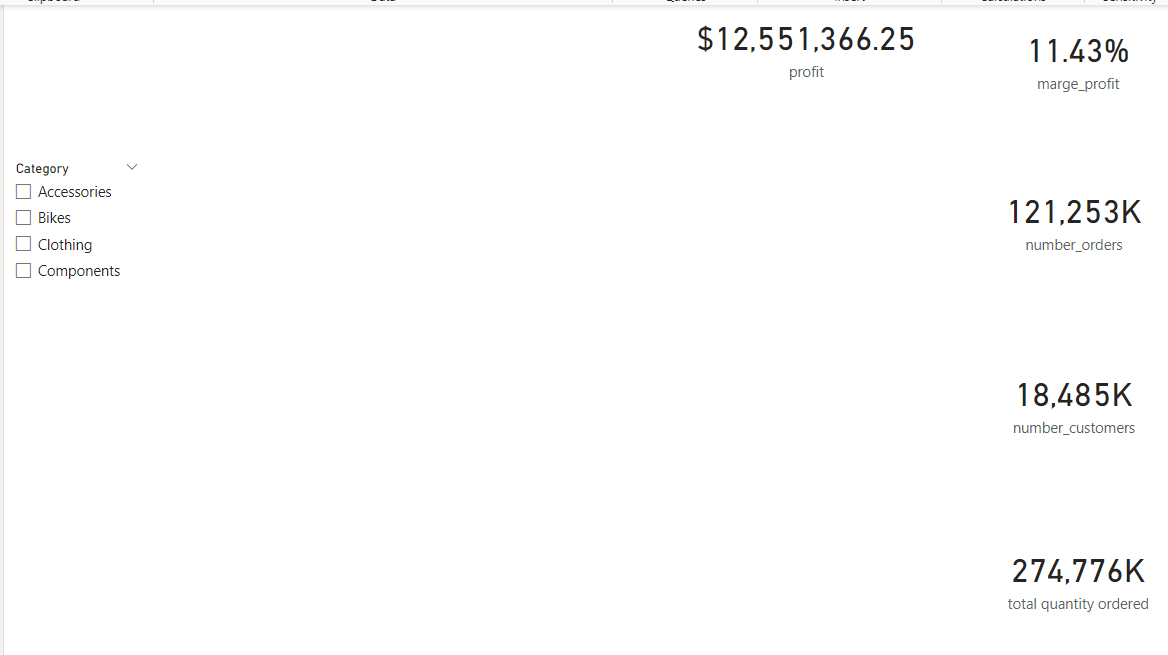 $12,551,366.25
profit
11.43%
marge_profit
Category
Accessories
Bikes
Clothing
Components
121,253K
number_orders
18,485K
number_customers
274,776K
total quantity ordered